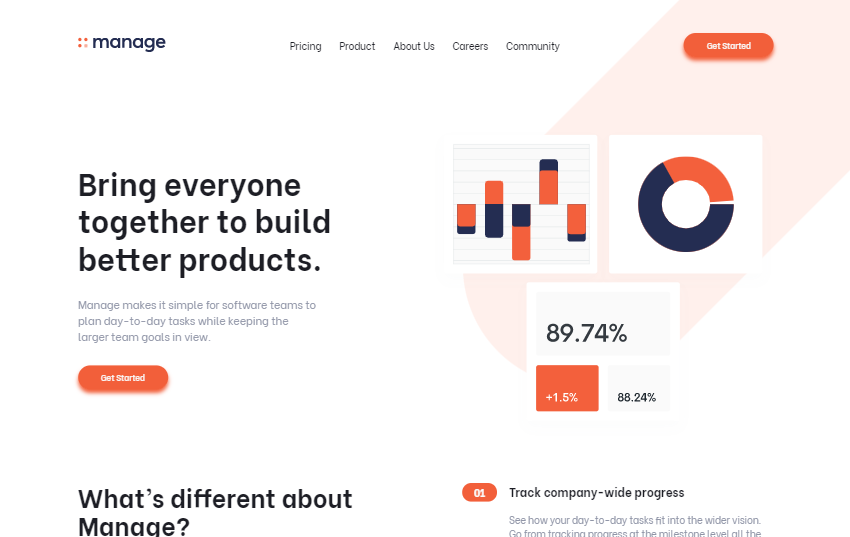 manage
Pricing
Product
About Us
Careers
Community
Get Started
Bring everyone
together to build
better products.
Manage makes it simple for software teams to
plan day-to-day tasks while keeping the
larger team goals in view.
Get Started
89.74%
+1.5%
88.24%
What's different about
Manage?
01
Track company-wide progress
See how your day-to-day tasks fit into the wider vision.
Go from tracking progress at the milestone level all the